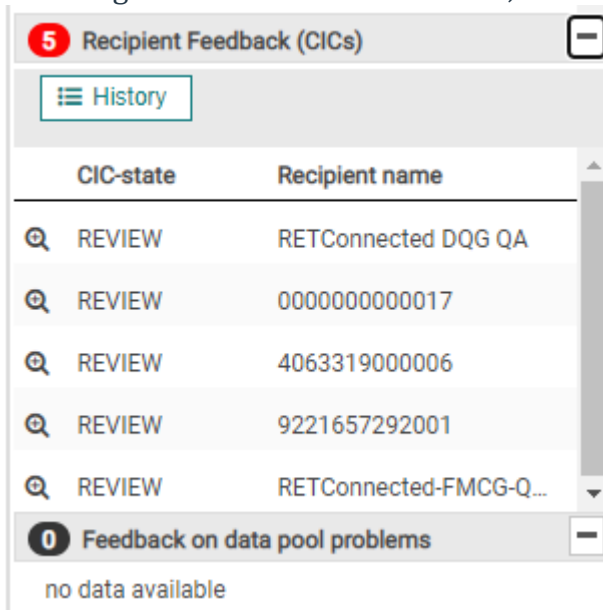 5 Recipient Feedback (CICs)
History
CIC-state Recipient name
REVIEW RETConnected DQG QA
REVIEW 0000000000017
REVIEW 4063319000006
REVIEW 9221657292001
REVIEW RETConnected-FMCG-Q...
0 Feedback on data pool problems
no data available